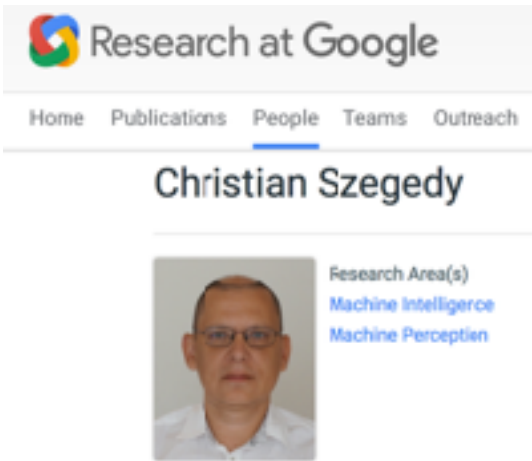 Research at Google
Home Publications People Teams Outreach
Christian Szegedy
Research Area(s)
Machine Intelligence
Machine Perception